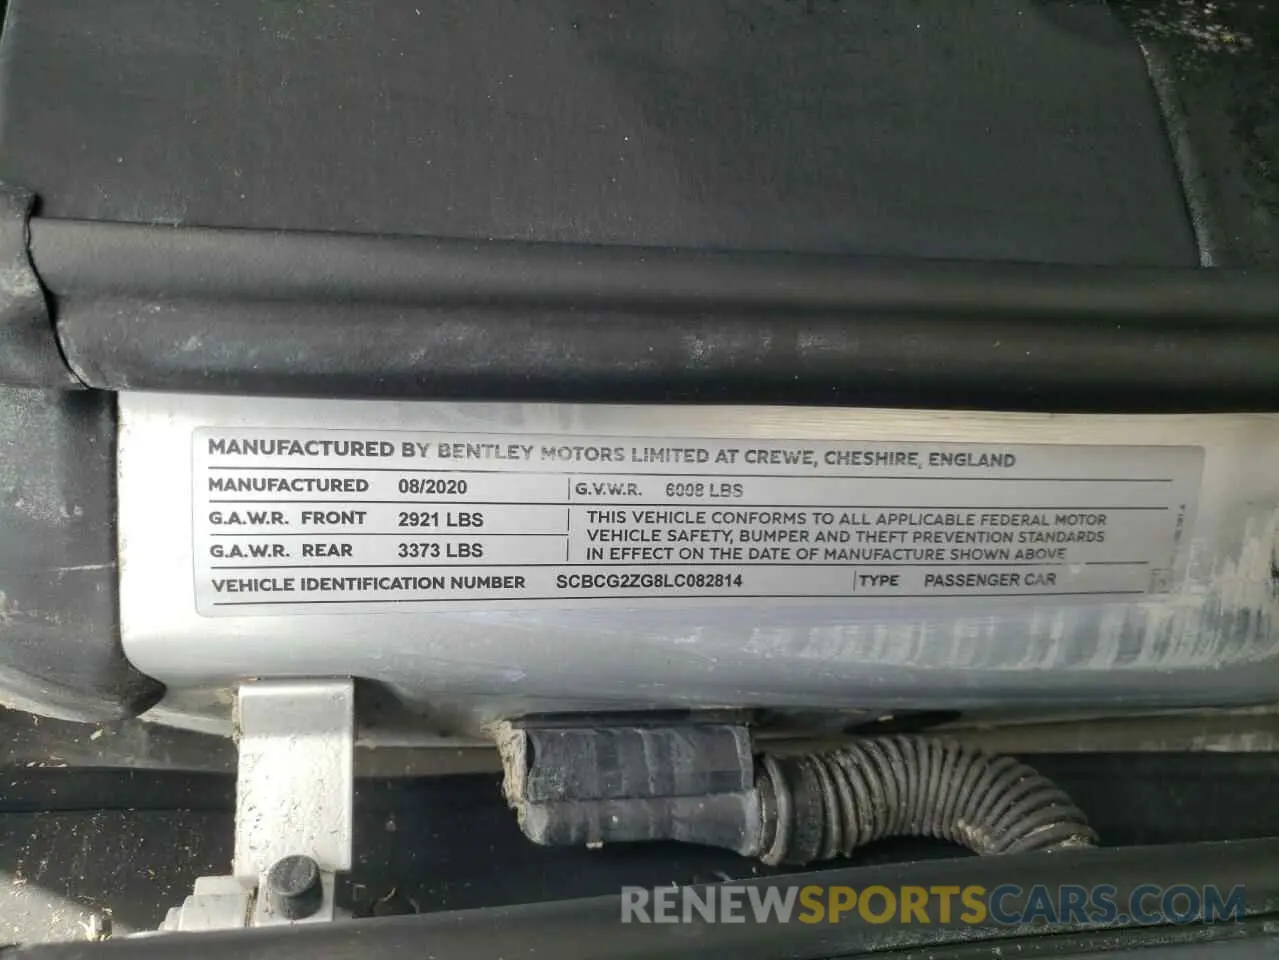 MANUFACTURED BY BENTLEY MOTORS LIMITED AT CREWE, CHESHIRE, ENGLAND
MANUFACTURED 08/2020 G.V.W.R. 6008 LBS
G.A.W.R. FRONT 2921 LBS
G.A.W.R. REAR 3373 LBS
THIS VEHICLE CONFORMS TO ALL APPLICABLE FEDERAL MOTOR
VEHICLE SAFETY, BUMPER AND THEFT PREVENTION STANDARDS
IN EFFECT ON THE DATE OF MANUFACTURE SHOWN ABOVE
VEHICLE IDENTIFICATION NUMBER SCBCG2ZG8LC082814 TYPE PASSENGER CAR
RENEWSPORTSCARS.COM